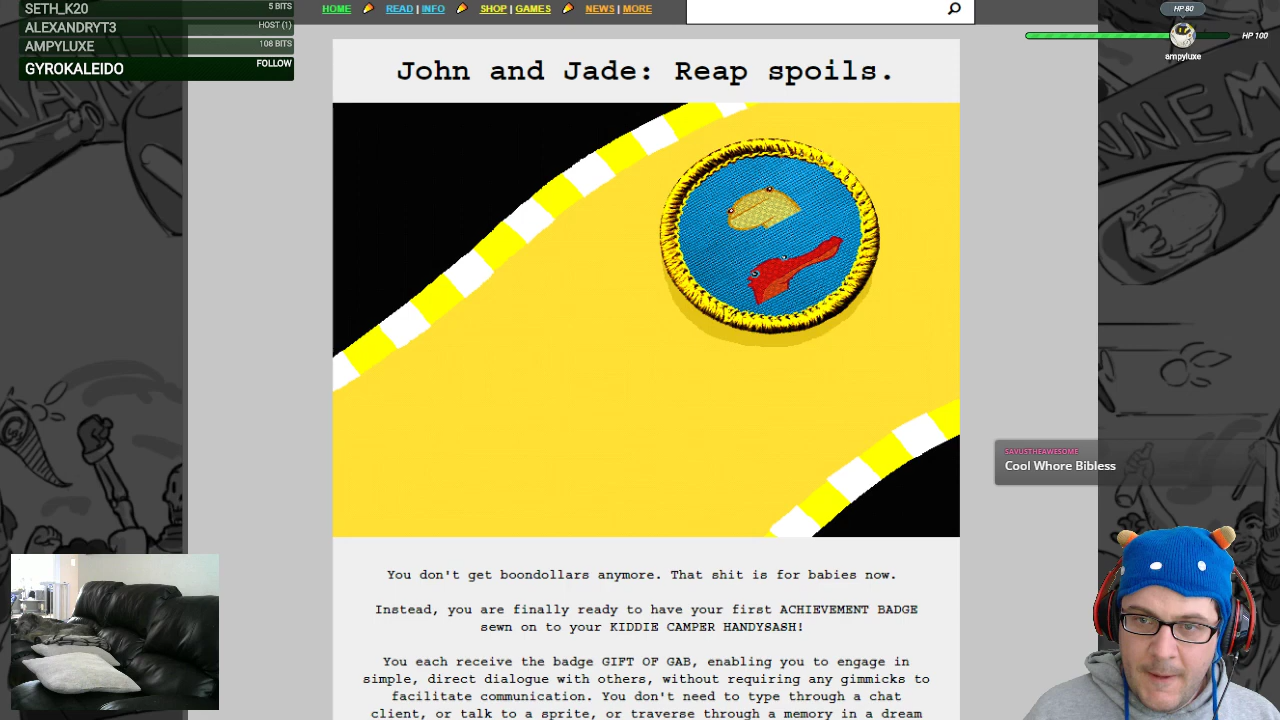 SETH_K20 5 BITS
ALEXANDRYT3 HOST (1)
AMPYLUXE 108 BITS
GYROKALEIDO FOLLOW
HOME READ | INFO SHOP | GAMES NEWS | MORE
HP 80
HP 100
ampyluxe
John and Jade: Reap spoils.
SAVUSTHEAWESOME
Cool Whore Bibless
You don't get boondollars anymore. That shit is for babies now.
Instead, you are finally ready to have your first ACHIEVEMENT BADGE
sewn on to your KIDDIE CAMPER HANDYSASH!
You each receive the badge GIFT OF GAB, enabling you to engage in
simple, direct dialogue with others, without requiring any gimmicks to
facilitate communication. You don't need to type through a chat
client, or talk to a sprite, or traverse through a memory in a dream